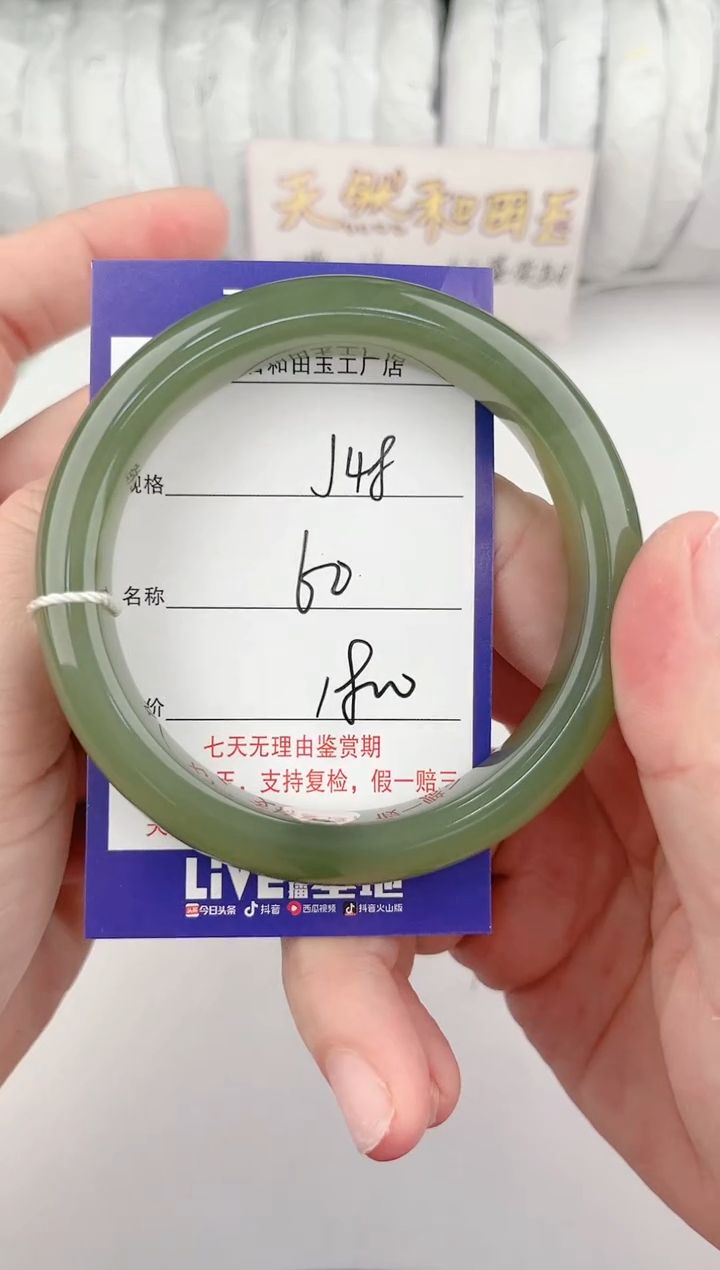 天然和田玉
和田玉工厂店
规格 J48
名称 60
价 1800
七天无理由鉴赏期
支持复检，假一赔三
LiVE
今日头条 抖音 西瓜视频 抖音火山版